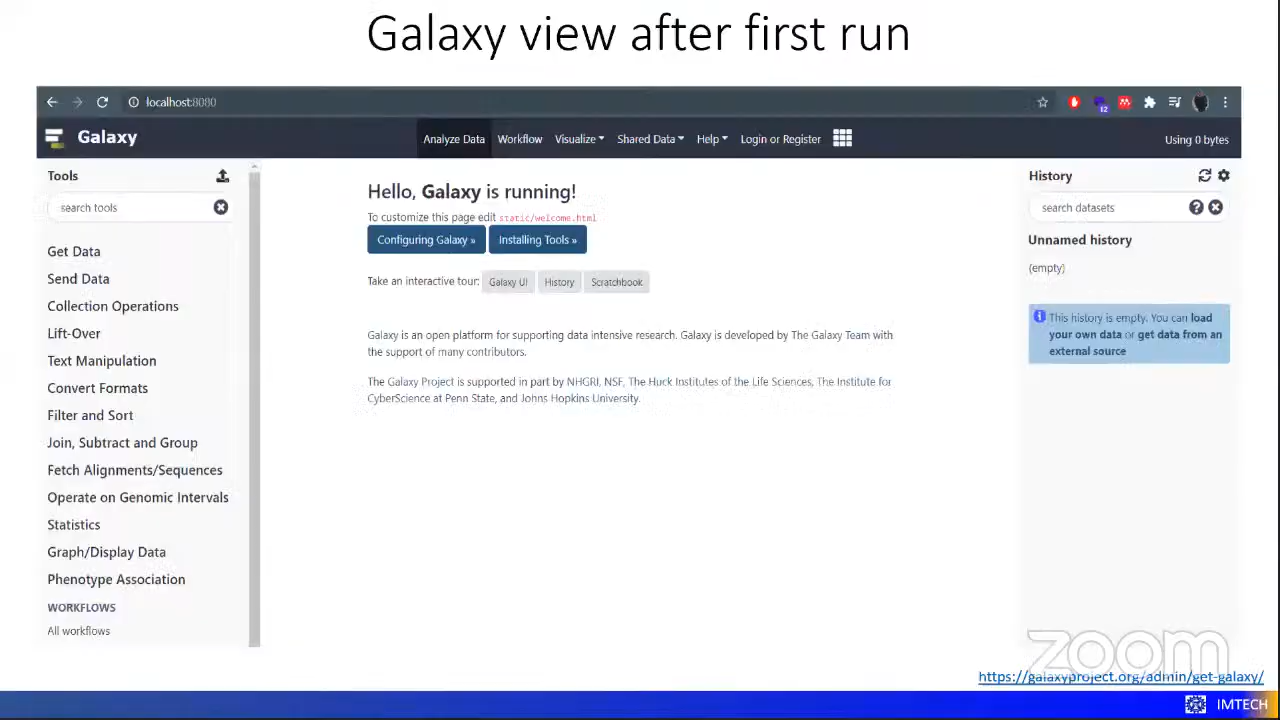 Galaxy view after first run
localhost:8080
12
Galaxy
Analyze Data Workflow Visualize Shared Data Help Login or Register
Using 0 bytes
Tools
search tools
Get Data
Send Data
Collection Operations
Lift-Over
Text Manipulation
Convert Formats
Filter and Sort
Join, Subtract and Group
Fetch Alignments/Sequences
Operate on Genomic Intervals
Statistics
Graph/Display Data
Phenotype Association
WORKFLOWS
All workflows
Hello, Galaxy is running!
To customize this page edit static/welcome.html
Configuring Galaxy » Installing Tools »
Take an interactive tour: Galaxy UI History Scratchbook
Galaxy is an open platform for supporting data intensive research. Galaxy is developed by The Galaxy Team with
the support of many contributors.
The Galaxy Project is supported in part by NHGRI, NSF, The Huck Institutes of the Life Sciences, The Institute for
CyberScience at Penn State, and Johns Hopkins University.
History
search datasets
Unnamed history
(empty)
This history is empty. You can load
your own data or get data from an
external source
zoom
https://galaxyproject.org/admin/get-galaxy/
IMTECH